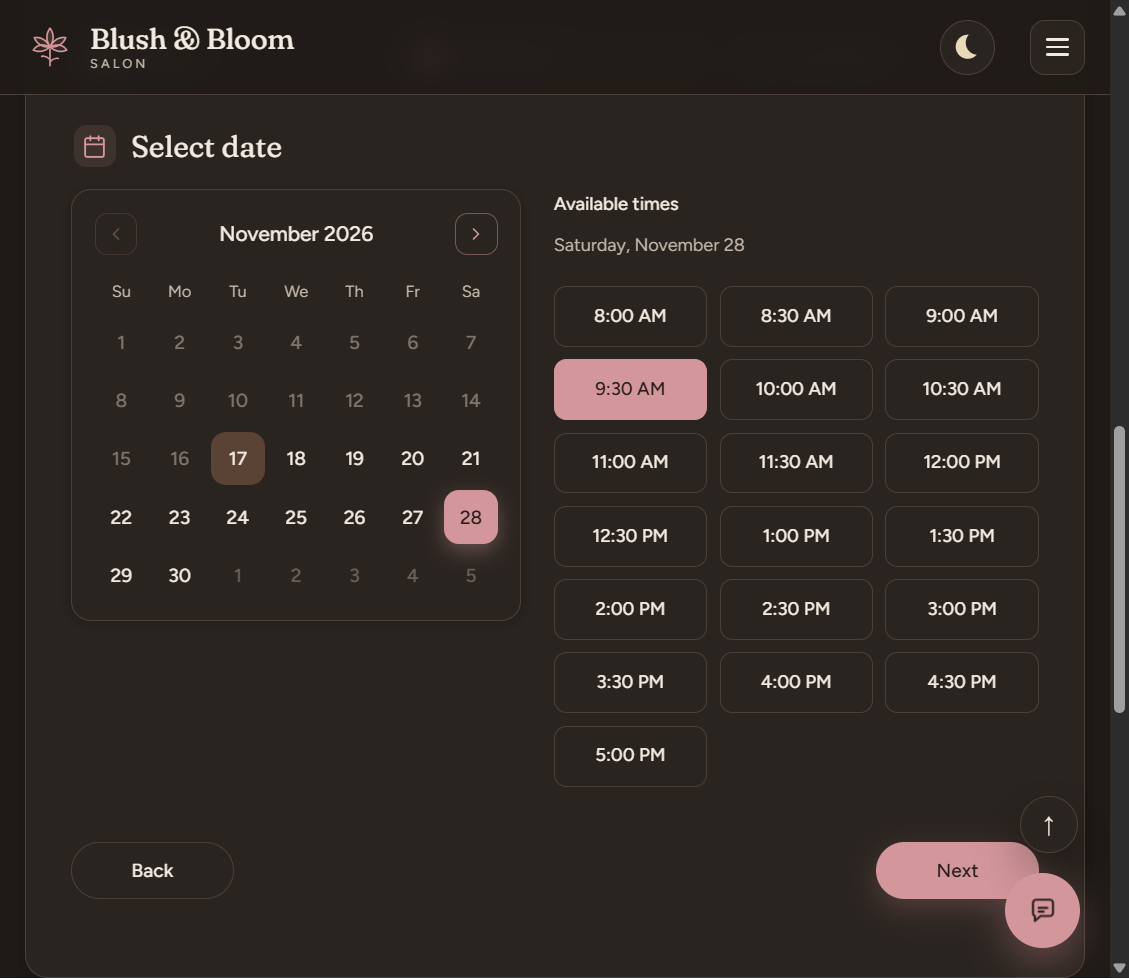 Blush & Bloom
SALON
Select date
November 2026
Su Mo Tu We Th Fr Sa
1 2 3 4 5 6 7
8 9 10 11 12 13 14
15 16 17 18 19 20 21
22 23 24 25 26 27 28
29 30 1 2 3 4 5
Available times
Saturday, November 28
8:00 AM 8:30 AM 9:00 AM
9:30 AM 10:00 AM 10:30 AM
11:00 AM 11:30 AM 12:00 PM
12:30 PM 1:00 PM 1:30 PM
2:00 PM 2:30 PM 3:00 PM
3:30 PM 4:00 PM 4:30 PM
5:00 PM
Back Next